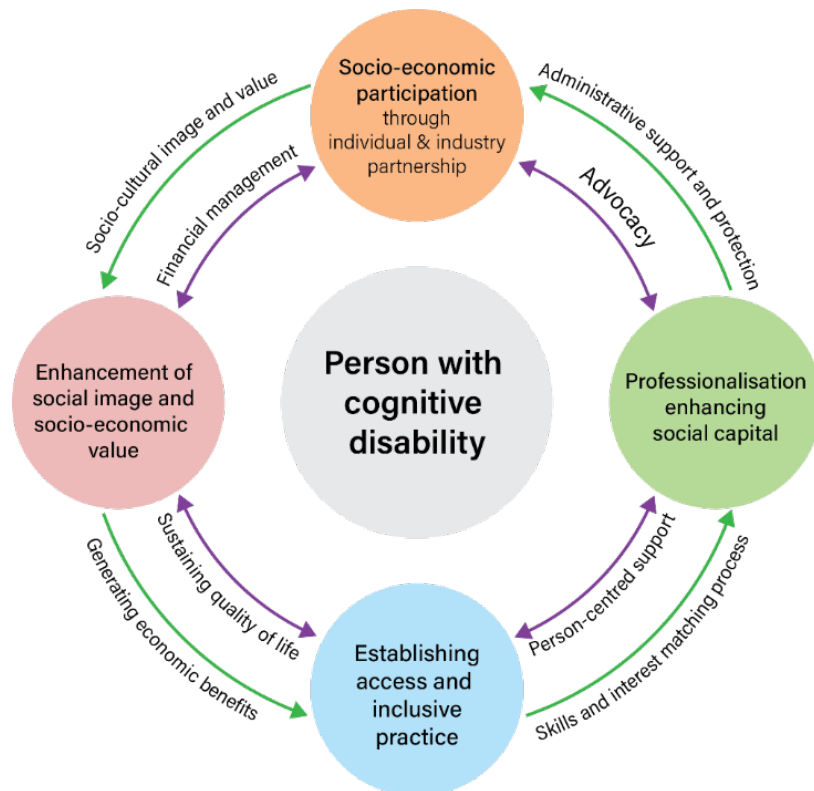 Socio-economic
participation
through
individual & industry
partnership
Socio-cultural image and value
Financial management
Administrative support and protection
Advocacy
Enhancement of
social image and
socio-economic
value
Person with
cognitive
disability
Professionalisation
enhancing
social capital
Generating economic benefits
Sustaining quality of life
Person-centred support
Skills and interest matching process
Establishing
access and
inclusive
practice